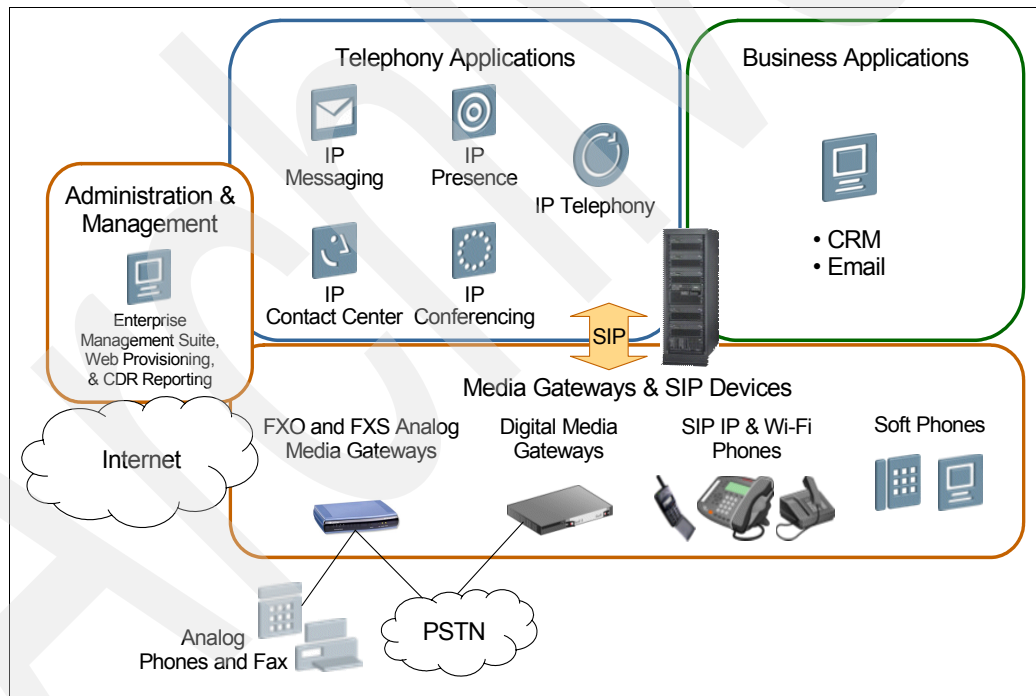 Telephony Applications
Business Applications
IP
Messaging
IP
Presence
IP Telephony
Administration &
Management
• CRM
• Email
IP
Contact Center
IP
Conferencing
Enterprise
Management Suite,
Web Provisioning,
& CDR Reporting
SIP
Media Gateways & SIP Devices
Internet
FXO and FXS Analog
Media Gateways
Digital Media
Gateways
SIP IP & Wi-Fi
Phones
Soft Phones
PSTN
Analog
Phones and Fax